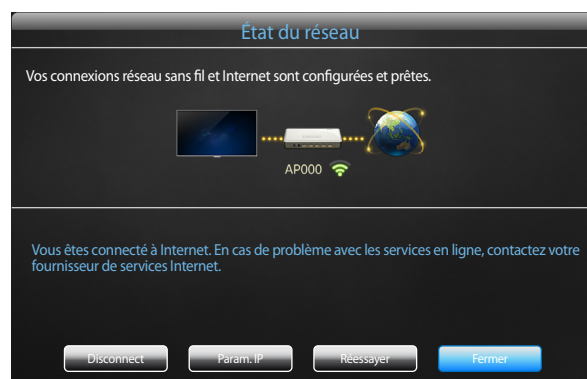 État du réseau
Vos connexions réseau sans fil et Internet sont configurées et prêtes.
AP000
Vous êtes connecté à Internet. En cas de problème avec les services en ligne, contactez votre
fournisseur de services Internet.
Disconnect Param. IP Réessayer Fermer